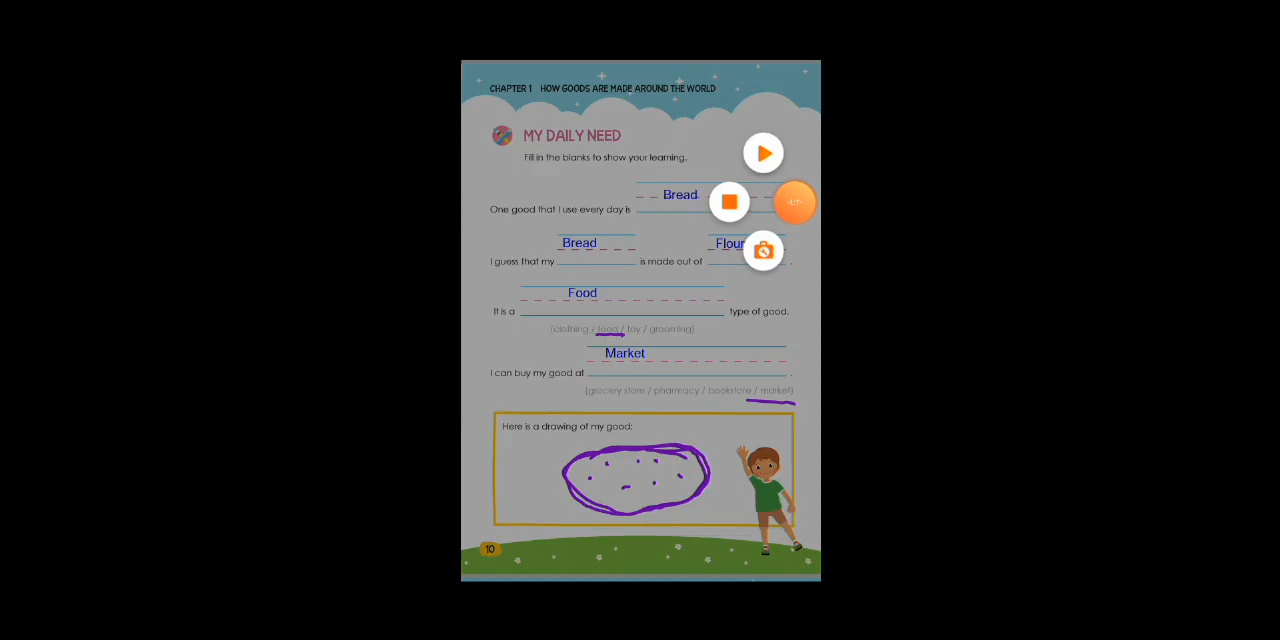 CHAPTER 1 HOW GOODS ARE MADE AROUND THE WORLD
MY DAILY NEED
Fill in the blanks to show your learning.
One good that I use every day is Bread
I guess that my Bread is made out of Flour .
It is a Food type of good.
(clothing / food / toy / grooming)
I can buy my good at Market .
(grocery store / pharmacy / bookstore / market)
Here is a drawing of my good:
10